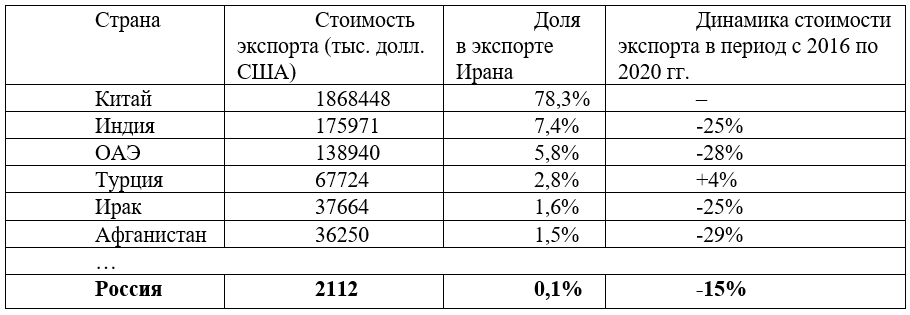 Страна Стоимость Доля Динамика стоимости
экспорта (тыс. долл. в экспорте экспорта в период с 2016 по
США) Ирана 2020 гг.
Китай 1868448 78,3% –
Индия 175971 7,4% -25%
ОАЭ 138940 5,8% -28%
Турция 67724 2,8% +4%
Ирак 37664 1,6% -25%
Афганистан 36250 1,5% -29%
…
Россия 2112 0,1% -15%